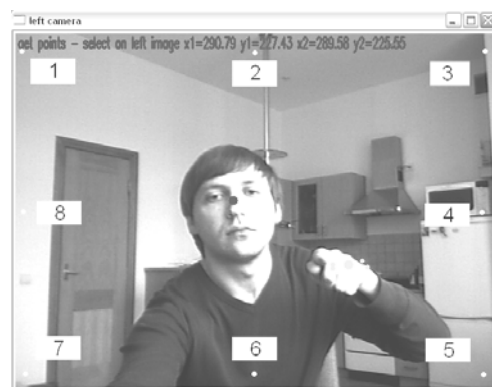 left camera
oet points - select on left image x1=290.79 y1=227.43 x2=289.58 y2=225.55
1 2 3
8 4
7 6 5